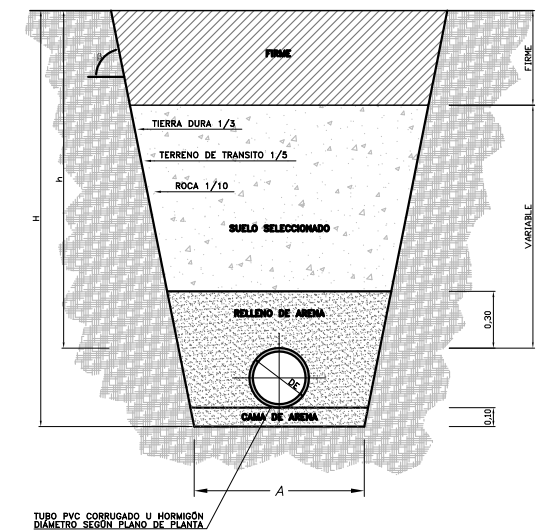 FIRME
FIRME
β
TIERRA DURA 1/3
TERRENO DE TRANSITO 1/5
ROCA 1/10
h
H
VARIABLE
SUELO SELECCIONADO
RELLENO DE ARENA
0,30
DE
CAMA DE ARENA
0,10
A
TUBO PVC CORRUGADO U HORMIGÓN
DIÁMETRO SEGÚN PLANO DE PLANTA